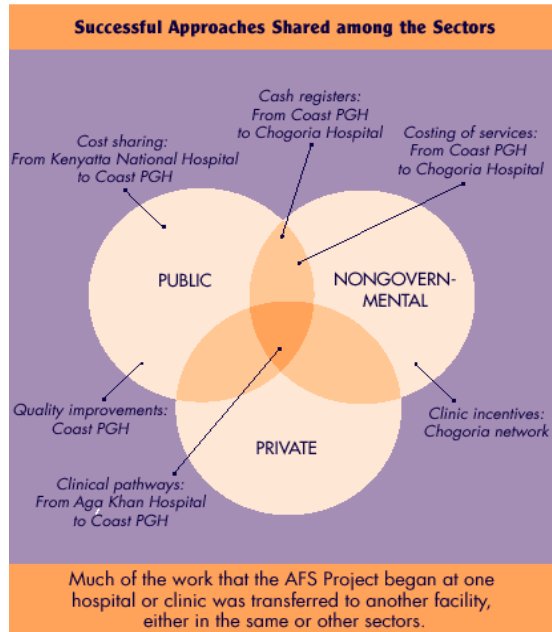 Successful Approaches Shared among the Sectors
Cash registers:
From Coast PGH
to Chogoria Hospital
Cost sharing:
From Kenyatta National Hospital
to Coast PGH
Costing of services:
From Coast PGH
to Chogoria Hospital
PUBLIC
NONGOVERN-
MENTAL
PRIVATE
Quality improvements:
Coast PGH
Clinic incentives:
Chogoria network
Clinical pathways:
From Aga Khan Hospital
to Coast PGH
Much of the work that the AFS Project began at one
hospital or clinic was transferred to another facility,
either in the same or other sectors.